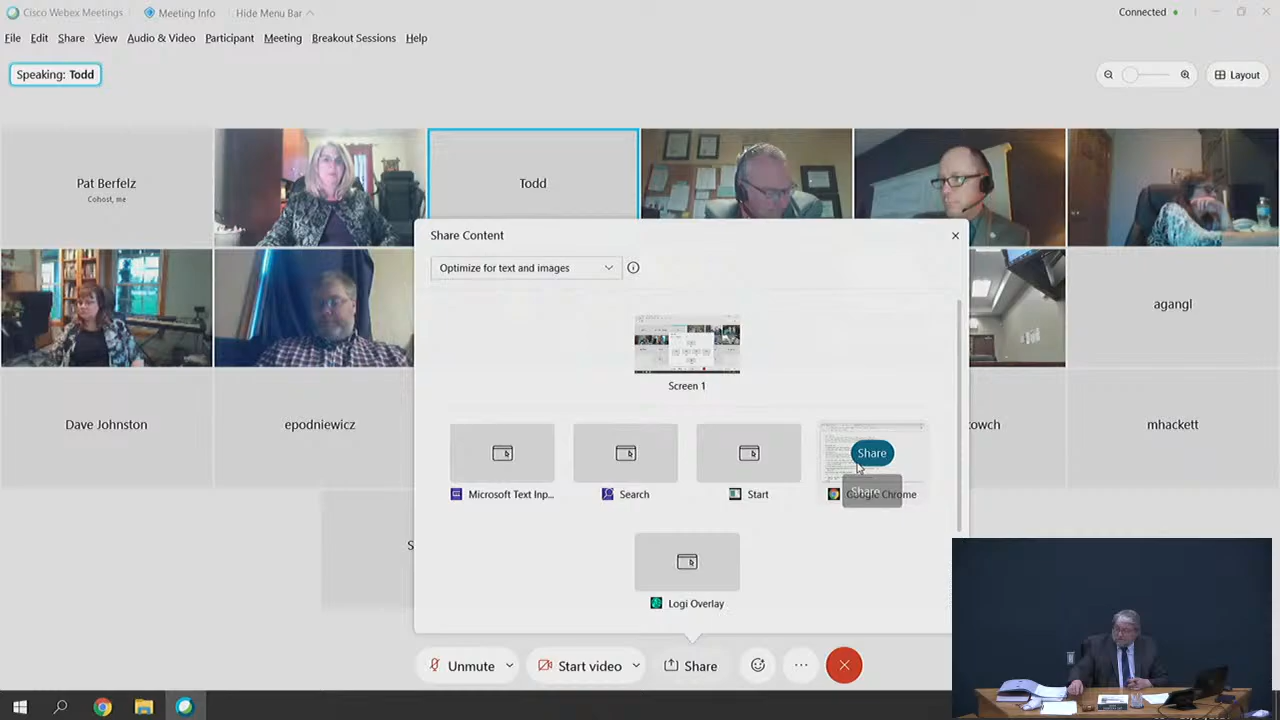 Cisco Webex Meetings
Meeting Info
Hide Menu Bar
Connected
File Edit Share View Audio & Video Participant Meeting Breakout Sessions Help
Speaking: Todd
Layout
Pat Berfelz
Cohost, me
Todd
Share Content
Optimize for text and images
agangl
Screen 1
Dave Johnston
epodniewicz
owch
mhackett
Share
Share
Microsoft Text Inp...
Search
Start
Google Chrome
S
Logi Overlay
Unmute
Start video
Share